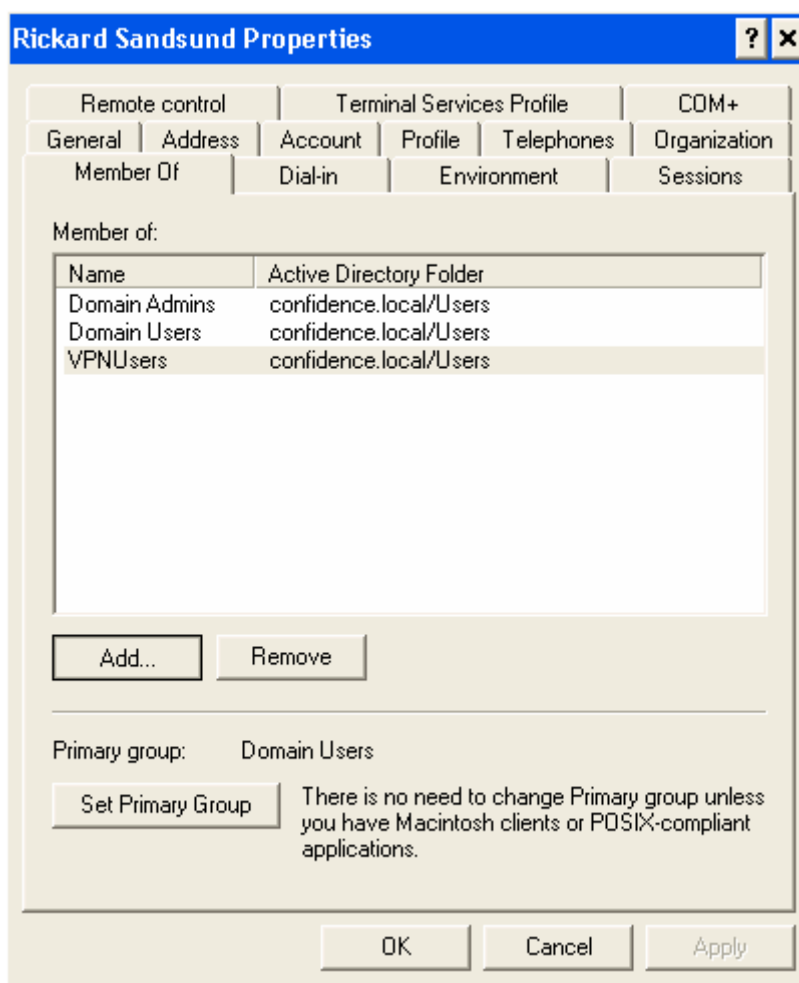 Rickard Sandsund Properties ? ×
Remote control Terminal Services Profile COM+
General Address Account Profile Telephones Organization
Member Of Dial-in Environment Sessions
Member of:
Name Active Directory Folder
Domain Admins confidence.local/Users
Domain Users confidence.local/Users
VPNUsers confidence.local/Users
Add... Remove
Primary group: Domain Users
Set Primary Group There is no need to change Primary group unless
you have Macintosh clients or POSIX-compliant
applications.
OK Cancel Apply